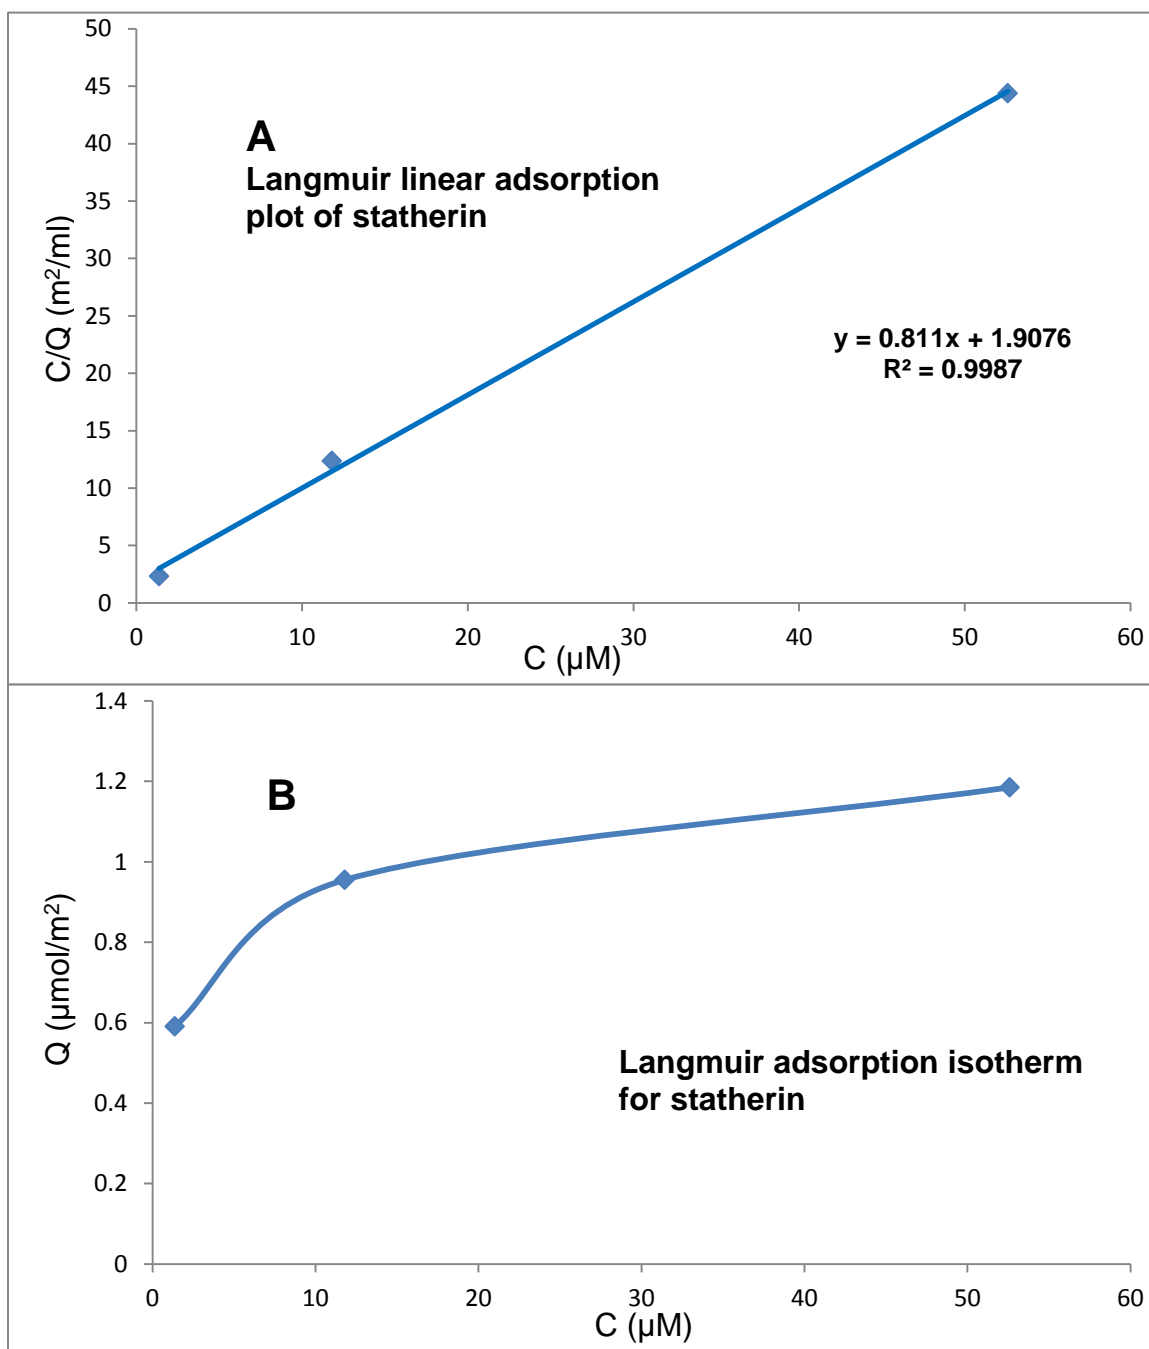 50
45
40
35
30
25
20
15
10
5
0
C/Q (m²/ml)
A
Langmuir linear adsorption
plot of statherin
y = 0.811x + 1.9076
R² = 0.9987
0 10 20 30 40 50 60
C (µM)
1.4
1.2
1
0.8
0.6
0.4
0.2
0
Q (µmol/m²)
B
Langmuir adsorption isotherm
for statherin
0 10 20 30 40 50 60
C (µM)